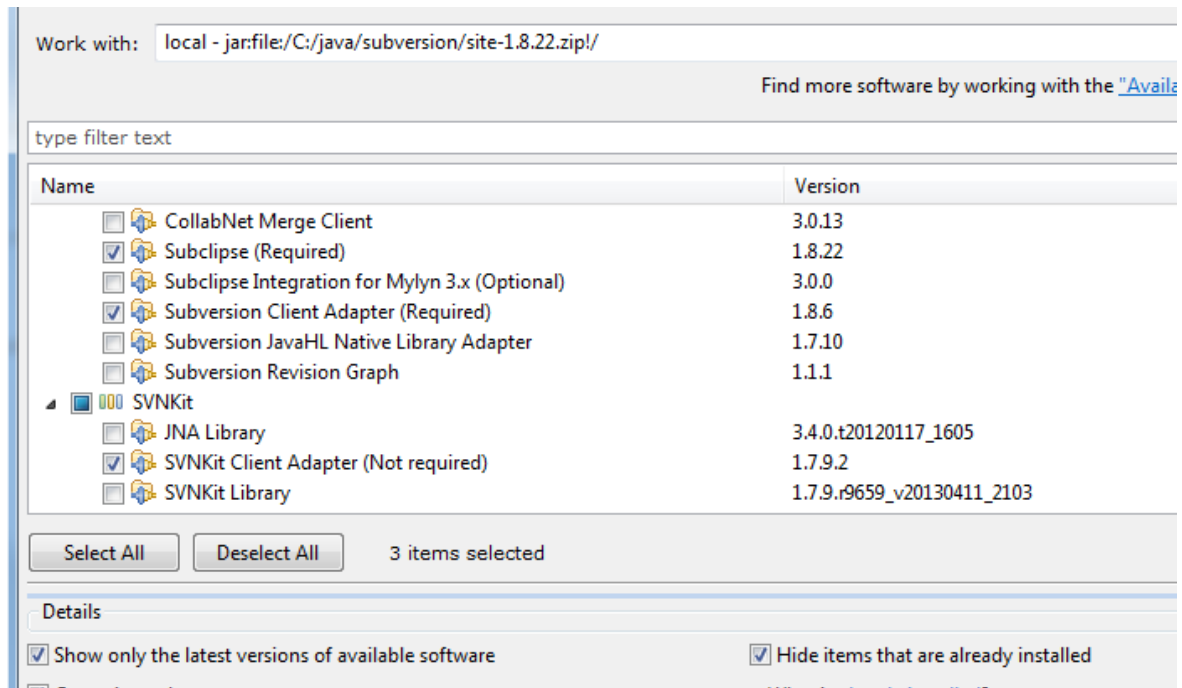 Work with: local - jar:file:/C:/java/subversion/site-1.8.22.zip!/
Find more software by working with the "Availa
type filter text
Name Version
CollabNet Merge Client 3.0.13
Subclipse (Required) 1.8.22
Subclipse Integration for Mylyn 3.x (Optional) 3.0.0
Subversion Client Adapter (Required) 1.8.6
Subversion JavaHL Native Library Adapter 1.7.10
Subversion Revision Graph 1.1.1
SVNKit
JNA Library 3.4.0.t20120117_1605
SVNKit Client Adapter (Not required) 1.7.9.2
SVNKit Library 1.7.9.r9659_v20130411_2103
Select All Deselect All 3 items selected
Details
Show only the latest versions of available software Hide items that are already installed